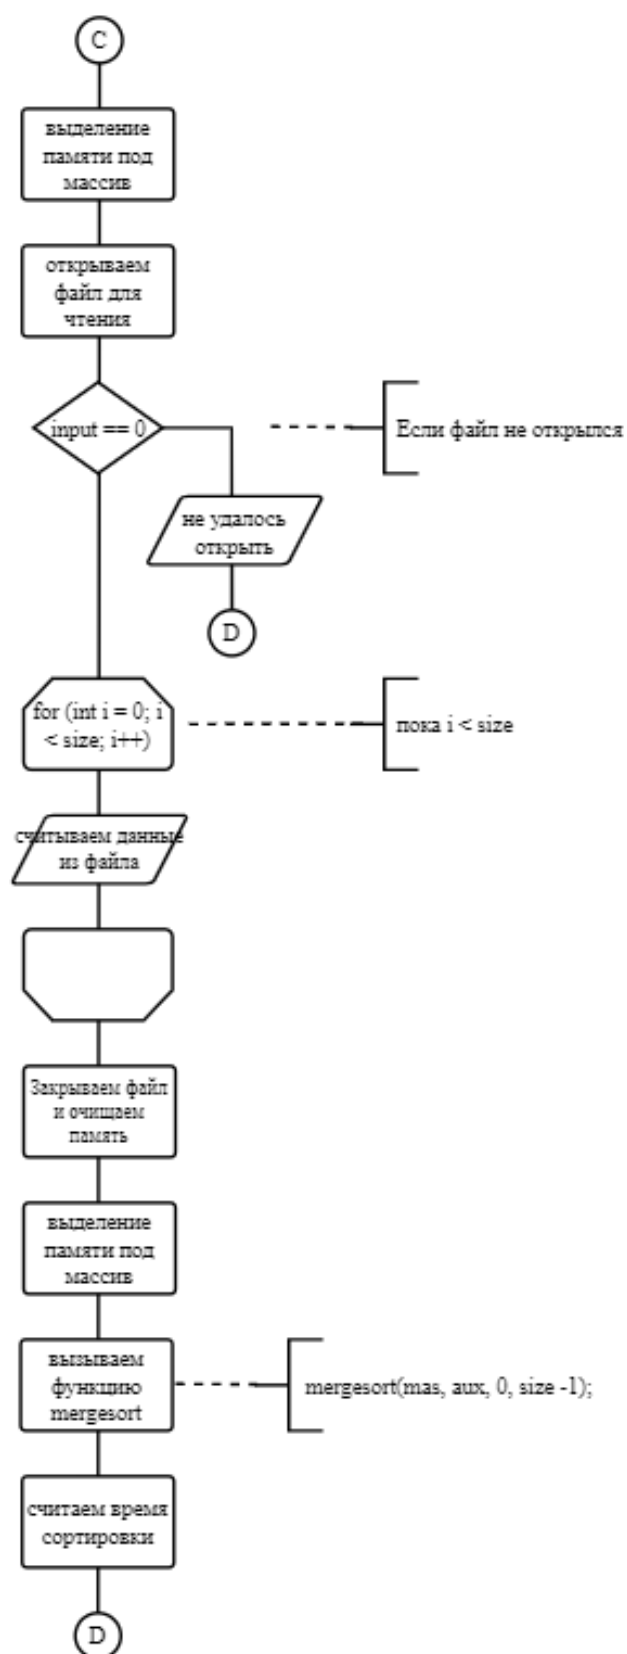 C
выделение
памяти под
массив
открываем
файл для
чтения
input == 0
Если файл не открылся
не удалось
открыть
D
for (int i = 0; i
< size; i++)
пока i < size
считываем данные
из файла
Закрываем файл
и очищаем
память
выделение
памяти под
массив
вызываем
функцию
mergesort
mergesort(mas, aux, 0, size -1);
считаем время
сортировки
D